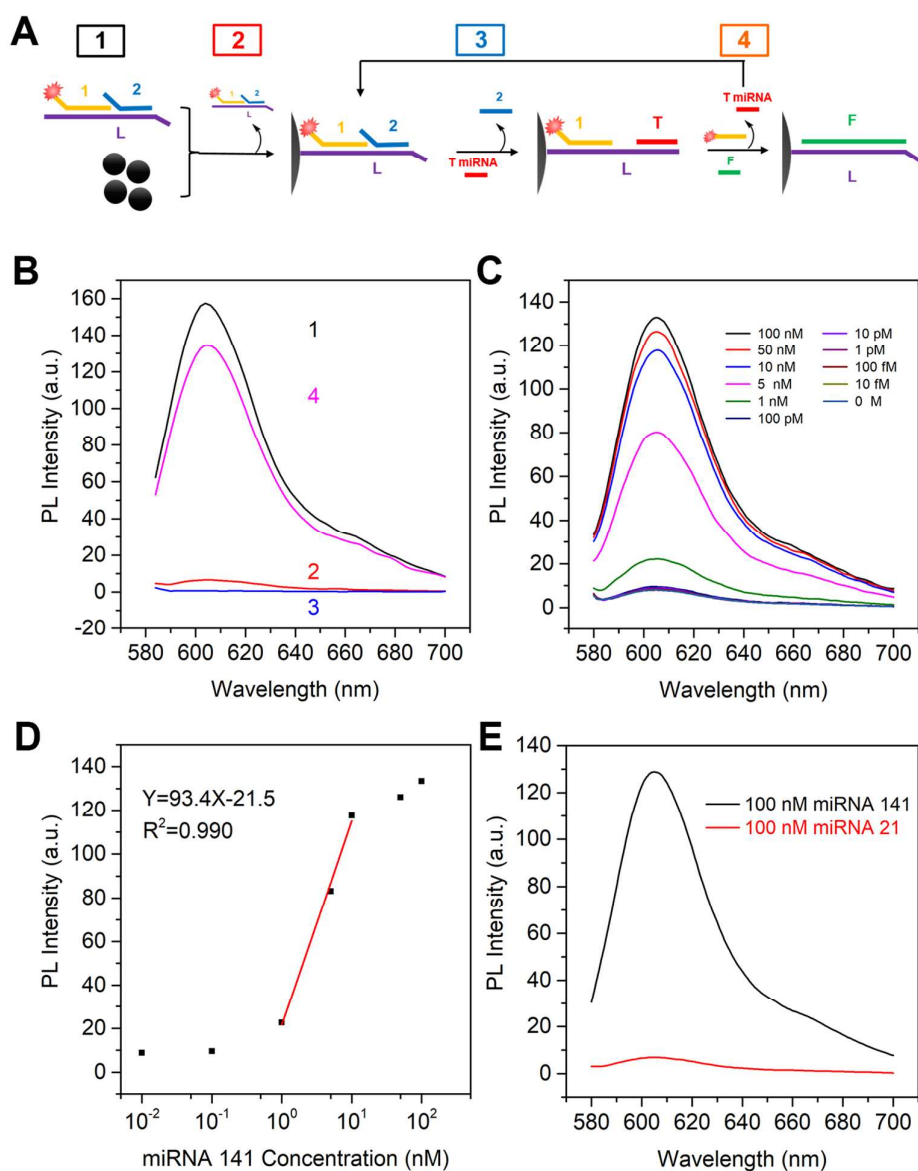 A
1 2 3 4
1 2
L
1 2
L
1 2
L
2
T miRNA
1 T
L
T miRNA
F
F
L
B
PL Intensity (a.u.)
160
140
120
100
80
60
40
20
0
-20
1
4
2
3
580 600 620 640 660 680 700
Wavelength (nm)
C
PL Intensity (a.u.)
140
120
100
80
60
40
20
0
100 nM
50 nM
10 nM
5 nM
1 nM
100 pM
10 pM
1 pM
100 fM
10 fM
0 M
580 600 620 640 660 680 700
Wavelength (nm)
D
PL Intensity (a.u.)
140
120
100
80
60
40
20
0
Y=93.4X-21.5
R²=0.990
10⁻² 10⁻¹ 10⁰ 10¹ 10²
miRNA 141 Concentration (nM)
E
PL Intensity (a.u.)
140
120
100
80
60
40
20
0
100 nM miRNA 141
100 nM miRNA 21
580 600 620 640 660 680 700
Wavelength (nm)